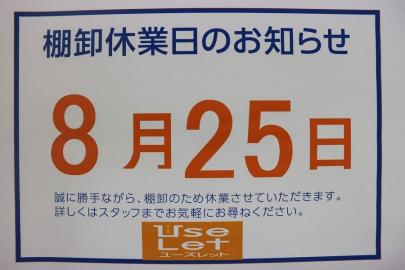 棚卸休業日のお知らせ
8月25日
誠に勝手ながら、棚卸のため休業させていただきます。
詳しくはスタッフまでお気軽にお尋ねください。
Use
Let
ユーズレット